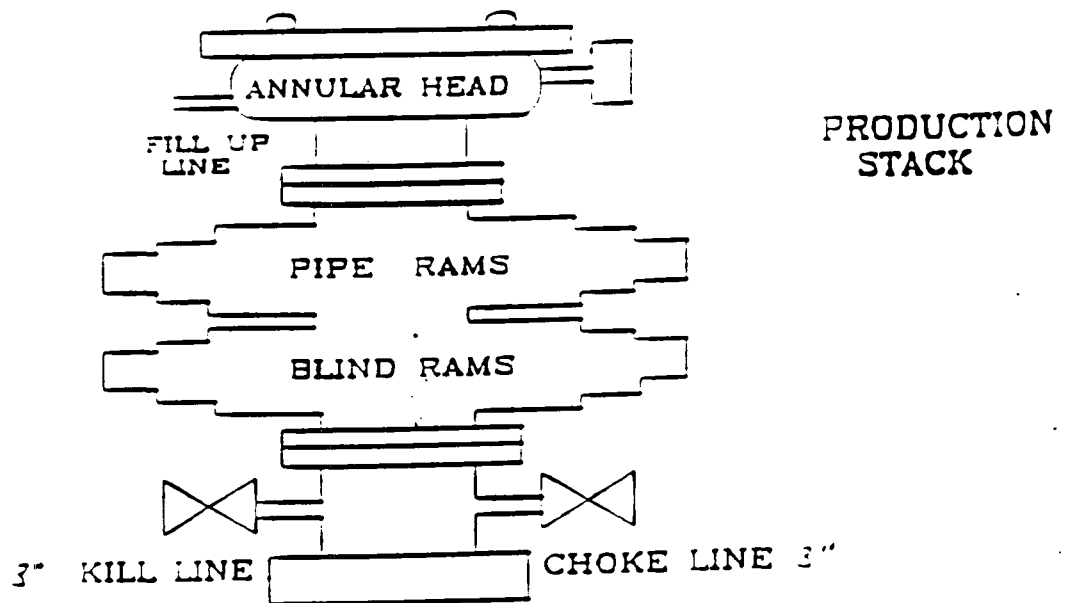 ANNULAR HEAD
FILL UP
LINE
PRODUCTION
STACK
PIPE RAMS
BLIND RAMS
3" KILL LINE
CHOKE LINE 3"